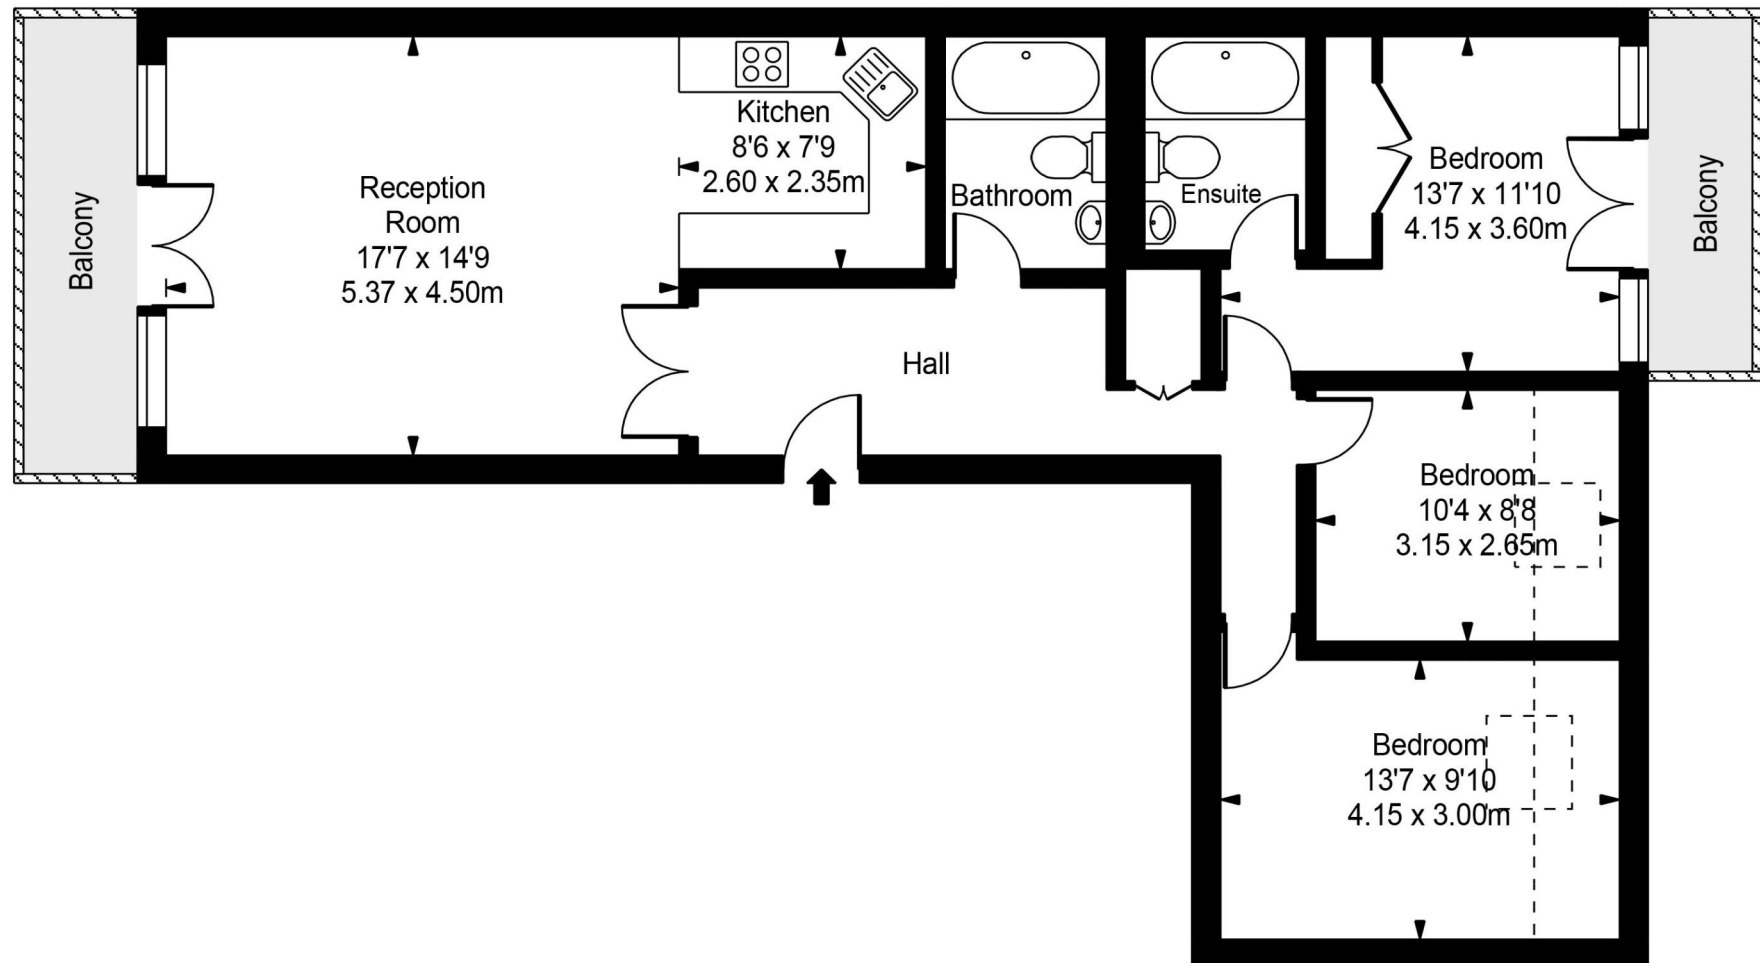 Balcony
Reception
Room
17'7 x 14'9
5.37 x 4.50m
Kitchen
8'6 x 7'9
2.60 x 2.35m
Bathroom
Ensuite
Bedroom
13'7 x 11'10
4.15 x 3.60m
Balcony
Hall
Bedroom
10'4 x 8'8
3.15 x 2.65m
Bedroom
13'7 x 9'10
4.15 x 3.00m